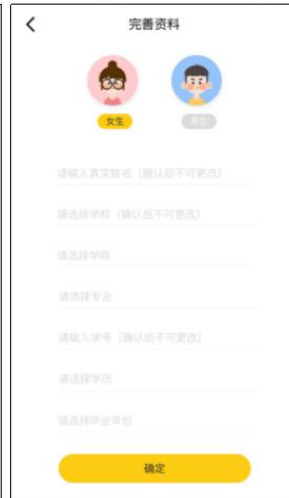 完善资料
女生 男生
请输入真实姓名（确认后不可更改）
请选择学校（确认后不可更改）
请选择学院
请选择专业
请输入学号（确认后不可更改）
请选择学历
请选择毕业年份
确定